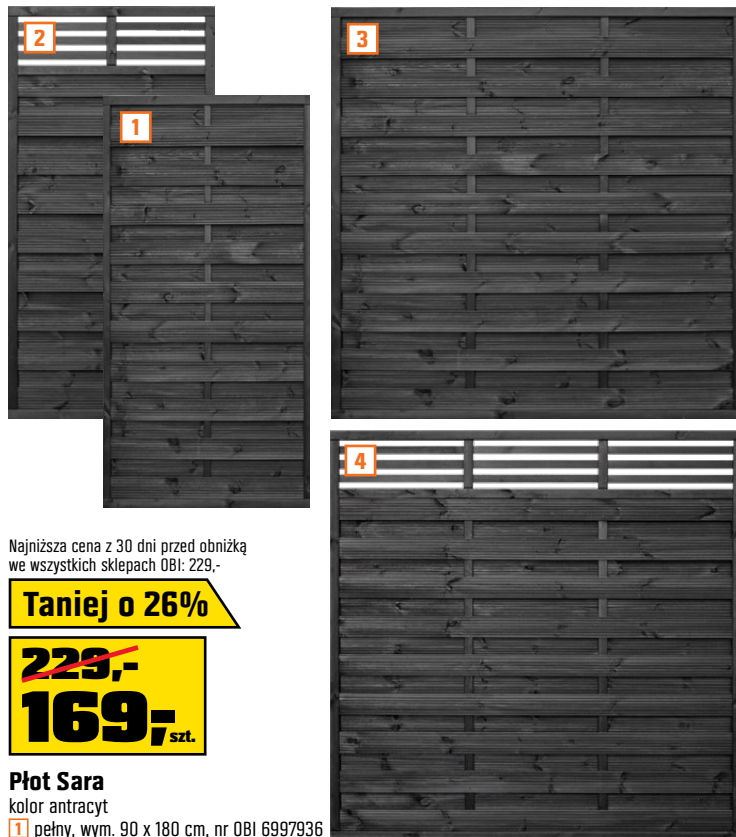 2
1
3
4
Najniższa cena z 30 dni przed obniżką
we wszystkich sklepach OBI: 229,-
Taniej o 26%
229,-
169,- szt.
Płot Sara
kolor antracyt
1 pełny, wym. 90 x 180 cm, nr OBI 6997936